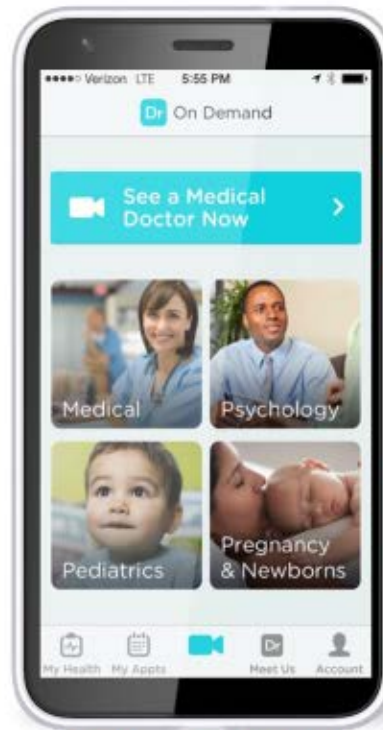 Verizon LTE 5:55 PM
Dr On Demand
See a Medical
Doctor Now
Medical
Psychology
Pediatrics
Pregnancy
& Newborns
My Health My Appts Dr Meet Us Account